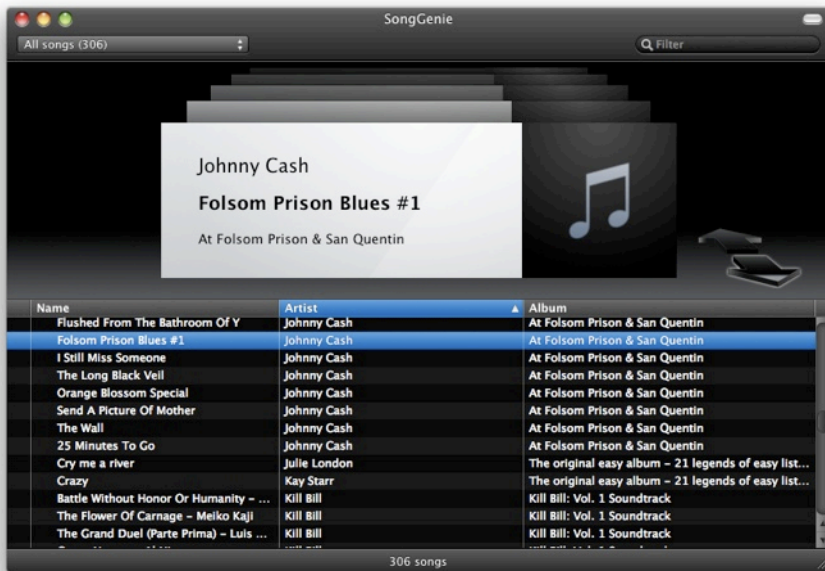 SongGenie
All songs (306)
Filter
Johnny Cash
Folsom Prison Blues #1
At Folsom Prison & San Quentin
Name Artist Album
Flushed From The Bathroom Of Y Johnny Cash At Folsom Prison & San Quentin
Folsom Prison Blues #1 Johnny Cash At Folsom Prison & San Quentin
I Still Miss Someone Johnny Cash At Folsom Prison & San Quentin
The Long Black Veil Johnny Cash At Folsom Prison & San Quentin
Orange Blossom Special Johnny Cash At Folsom Prison & San Quentin
Send A Picture Of Mother Johnny Cash At Folsom Prison & San Quentin
The Wall Johnny Cash At Folsom Prison & San Quentin
25 Minutes To Go Johnny Cash At Folsom Prison & San Quentin
Cry me a river Julie London The original easy album – 21 legends of easy list...
Crazy Kay Starr The original easy album – 21 legends of easy list...
Battle Without Honor Or Humanity – ... Kill Bill Kill Bill: Vol. 1 Soundtrack
The Flower Of Carnage – Meiko Kaji Kill Bill Kill Bill: Vol. 1 Soundtrack
The Grand Duel (Parte Prima) – Luis ... Kill Bill Kill Bill: Vol. 1 Soundtrack
306 songs